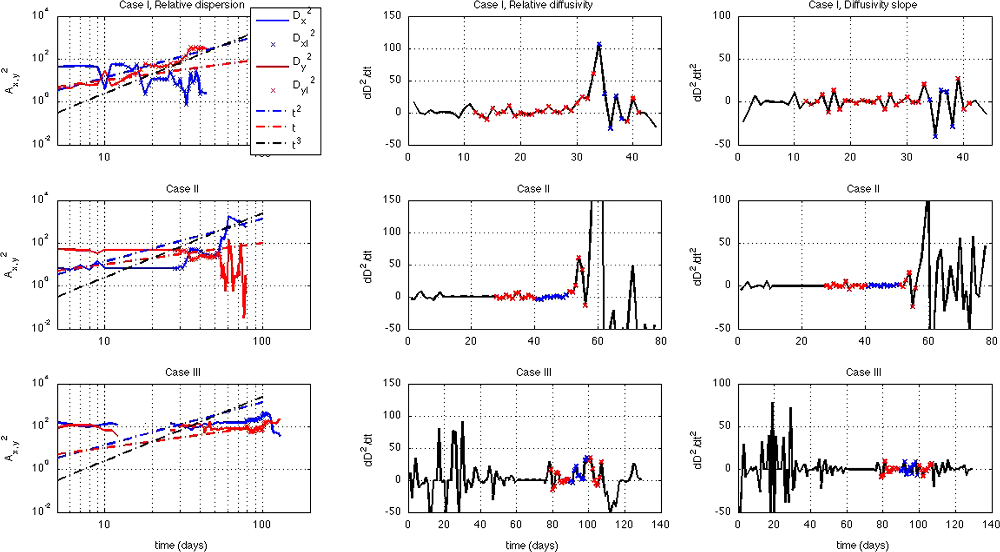 Case I, Relative dispersion
Case I, Relative diffusivity
Case I, Diffusivity slope
10^4
10^2
10^0
10^-2
A_x,y^2
10
D_x^2
D_xl^2
D_y^2
D_yl^2
t^2
t
t^3
150
100
50
0
-50
dD^2/dt
0 10 20 30 40
100
50
0
-50
dD^2/dt^2
0 10 20 30 40
Case II
Case II
Case II
10^4
10^2
10^0
10^-2
A_x,y^2
10 100
150
100
50
0
-50
dD^2/dt
0 20 40 60 80
100
50
0
-50
dD^2/dt^2
0 20 40 60 80
Case III
Case III
Case III
10^4
10^2
10^0
10^-2
A_x,y^2
10 100
time (days)
150
100
50
0
-50
dD^2/dt
0 20 40 60 80 100 120 140
time (days)
100
50
0
-50
dD^2/dt^2
0 20 40 60 80 100 120 140
time (days)